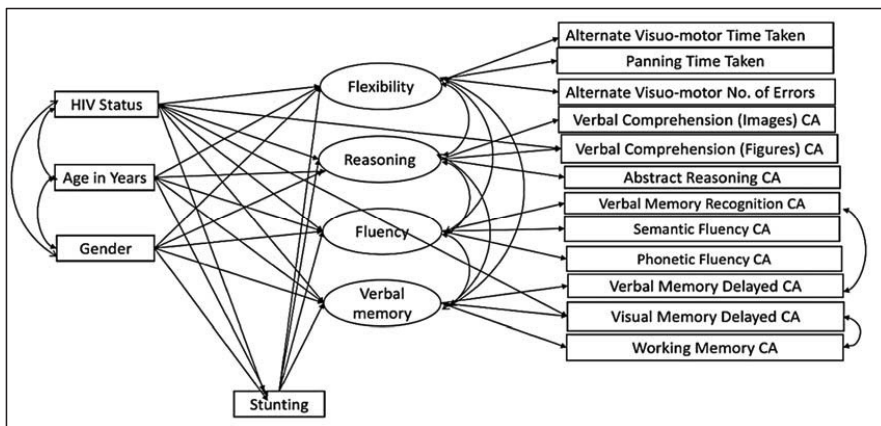 HIV Status
Age in Years
Gender
Stunting
Flexibility
Reasoning
Fluency
Verbal
memory
Alternate Visuo-motor Time Taken
Panning Time Taken
Alternate Visuo-motor No. of Errors
Verbal Comprehension (Images) CA
Verbal Comprehension (Figures) CA
Abstract Reasoning CA
Verbal Memory Recognition CA
Semantic Fluency CA
Phonetic Fluency CA
Verbal Memory Delayed CA
Visual Memory Delayed CA
Working Memory CA